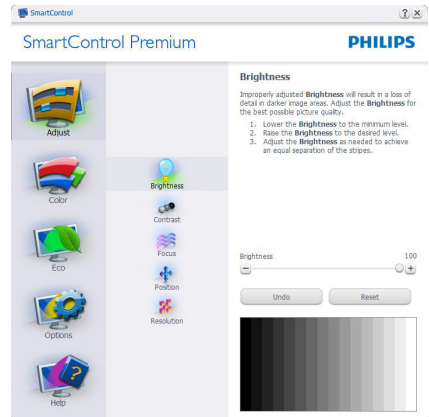 SmartControl
SmartControl Premium
PHILIPS
Adjust
Color
Eco
Options
Help
Brightness
Contrast
Focus
Position
Resolution
Brightness
Improperly adjusted Brightness will result in a loss of
detail in darker image areas. Adjust the Brightness for
the best possible picture quality.
1. Lower the Brightness to the minimum level.
2. Raise the Brightness to the desired level.
3. Adjust the Brightness as needed to achieve
an equal separation of the stripes.
Brightness 100
Undo Reset